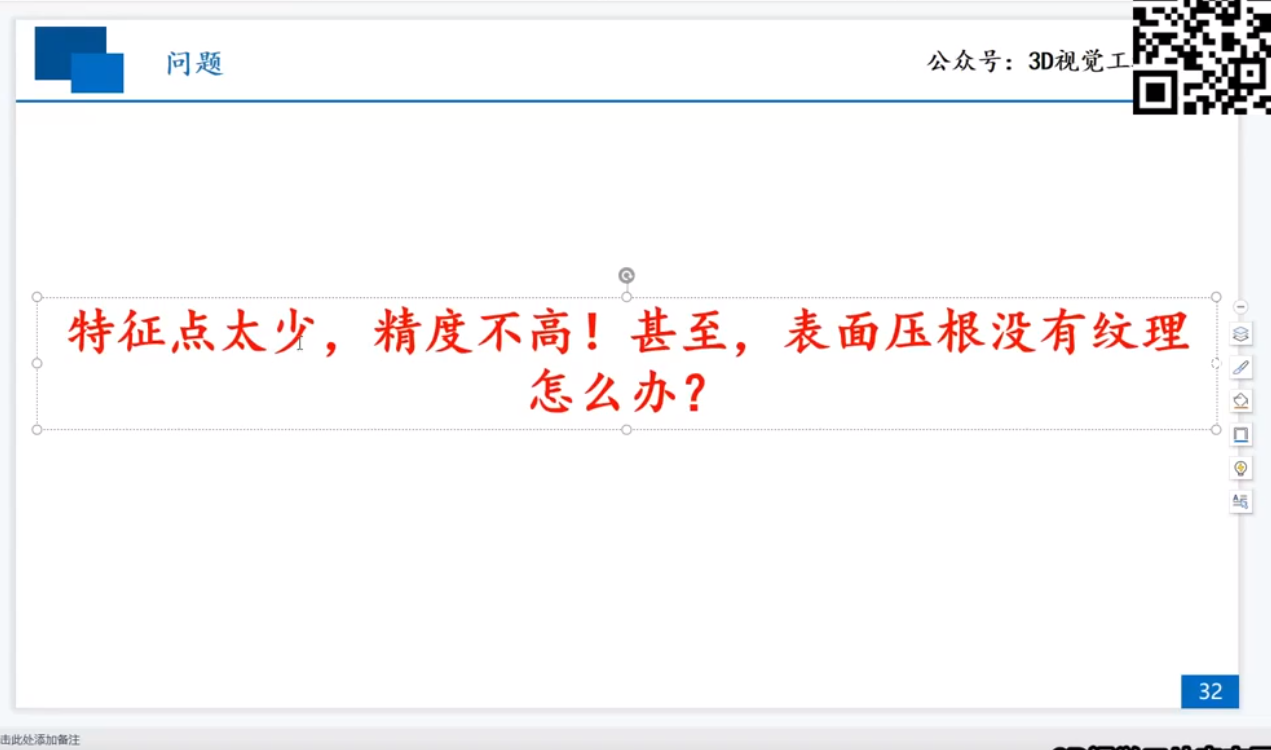 问题
公众号：3D视觉工
特征点太少，精度不高！甚至，表面压根没有纹理
怎么办？
32
击此处添加备注